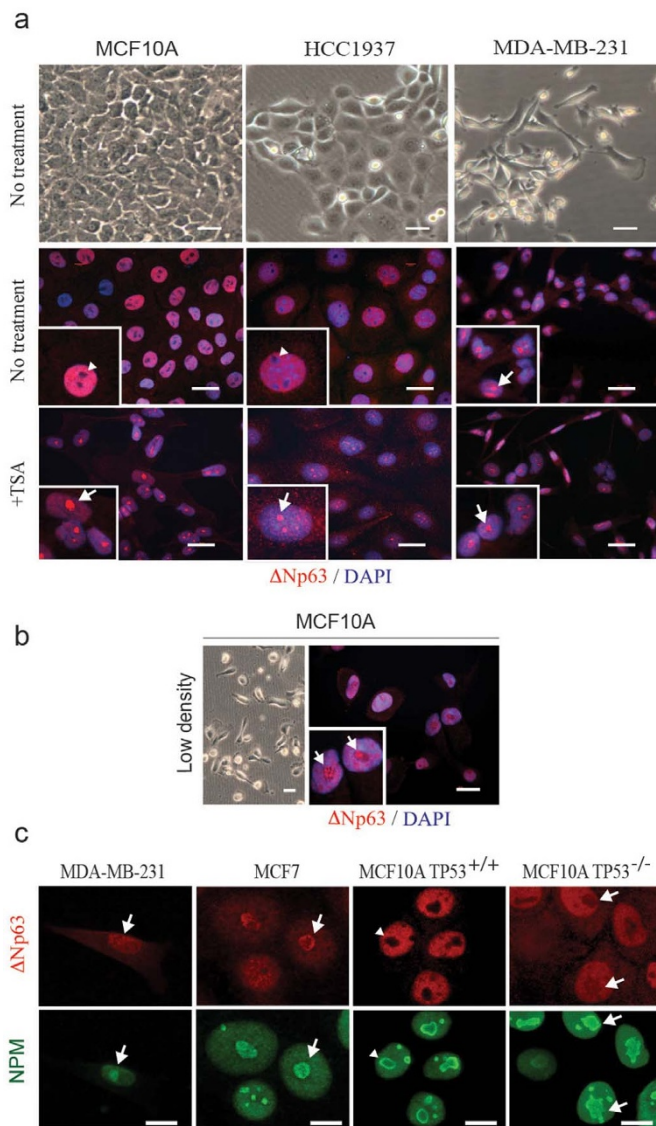 a
MCF10A HCC1937 MDA-MB-231
No treatment
No treatment
+TSA
ΔNp63 / DAPI
b
MCF10A
Low density
ΔNp63 / DAPI
c
MDA-MB-231 MCF7 MCF10A TP53+/+ MCF10A TP53-/-
ΔNp63
NPM